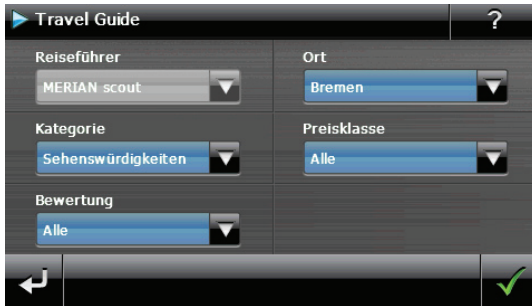 Travel Guide ?
Reiseführer
MERIAN scout
Ort
Bremen
Kategorie
Sehenswürdigkeiten
Preisklasse
Alle
Bewertung
Alle